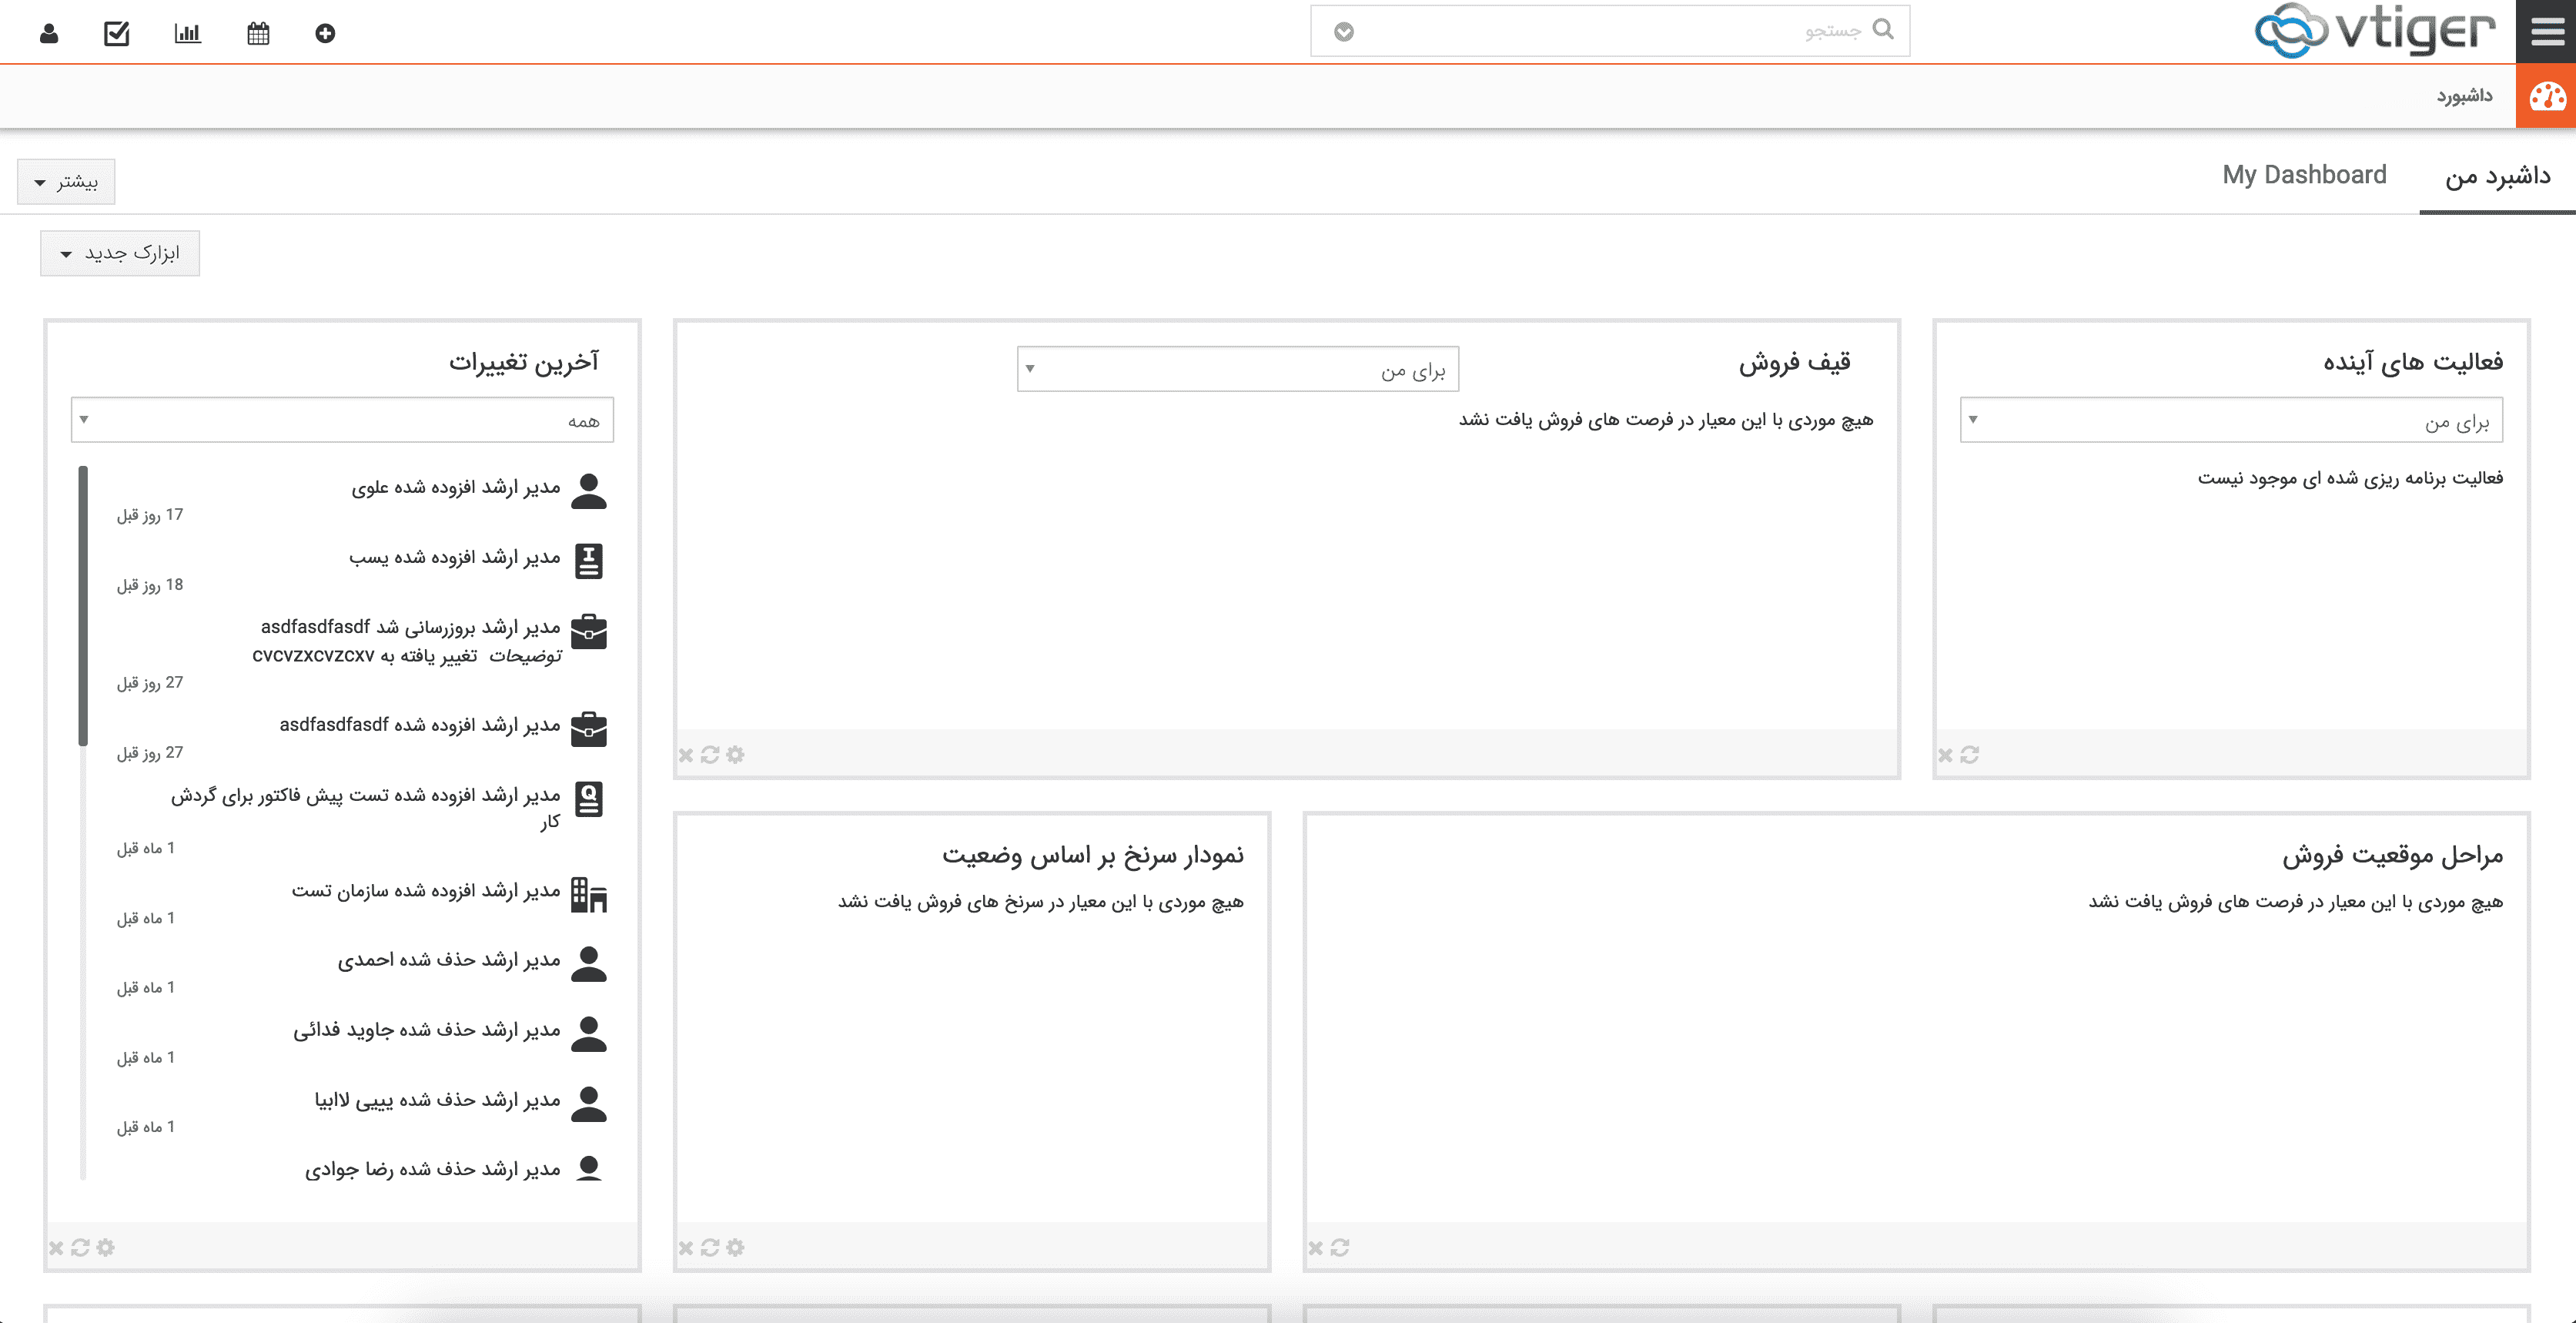 vtiger
جستجو
داشبورد
داشبرد من
My Dashboard
بیشتر
ابزارک جدید
فعالیت های آینده
برای من
فعالیت برنامه ریزی شده ای موجود نیست
قیف فروش
برای من
هیچ موردی با این معیار در فرصت های فروش یافت نشد
آخرین تغییرات
همه
مدیر ارشد افزوده شده علوی
17 روز قبل
مدیر ارشد افزوده شده یسب
18 روز قبل
مدیر ارشد بروزرسانی شد asdfasdfasdf
توضیحات تغییر یافته به cvcvzxcvzcxv
27 روز قبل
مدیر ارشد افزوده شده asdfasdfasdf
27 روز قبل
مدیر ارشد افزوده شده تست پیش فاکتور برای گردش
کار
1 ماه قبل
مدیر ارشد افزوده شده سازمان تست
1 ماه قبل
مدیر ارشد حذف شده احمدی
1 ماه قبل
مدیر ارشد حذف شده جاوید فدائی
1 ماه قبل
مدیر ارشد حذف شده یییی لاابیا
1 ماه قبل
مدیر ارشد حذف شده رضا جوادی
مراحل موقعیت فروش
هیچ موردی با این معیار در فرصت های فروش یافت نشد
نمودار سرنخ بر اساس وضعیت
هیچ موردی با این معیار در سرنخ های فروش یافت نشد